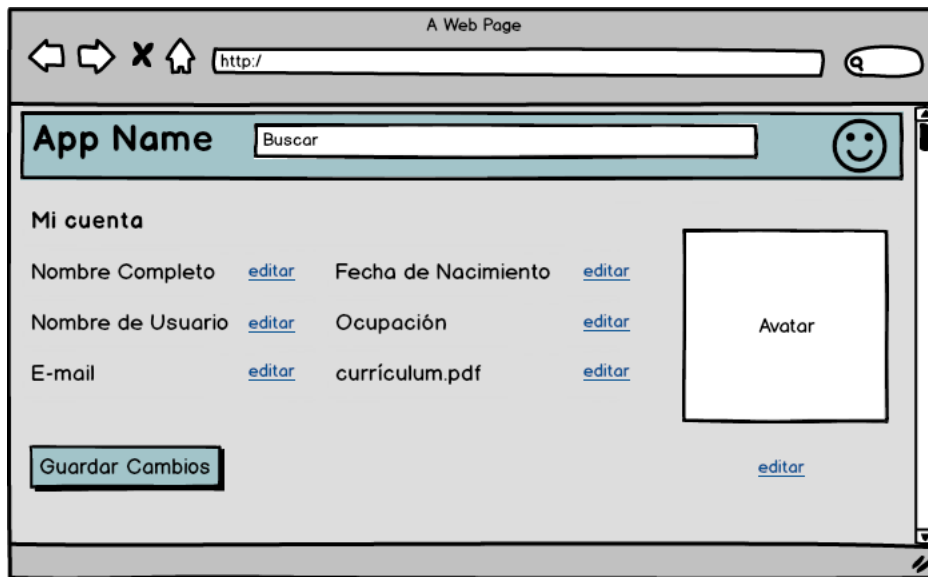 A Web Page
http:/
App Name
Buscar
Mi cuenta
Nombre Completo editar Fecha de Nacimiento editar
Nombre de Usuario editar Ocupación editar
Avatar
E-mail editar currículum.pdf editar
Guardar Cambios
editar